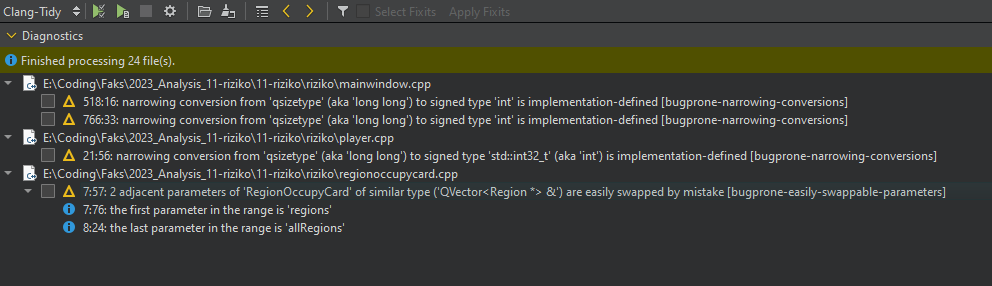 Clang-Tidy Select Fixits Apply Fixits
Diagnostics
Finished processing 24 file(s).
E:\Coding\Faks\2023_Analysis_11-riziko\11-riziko\riziko\mainwindow.cpp
518:16: narrowing conversion from 'qsizetype' (aka 'long long') to signed type 'int' is implementation-defined [bugprone-narrowing-conversions]
766:33: narrowing conversion from 'qsizetype' (aka 'long long') to signed type 'int' is implementation-defined [bugprone-narrowing-conversions]
E:\Coding\Faks\2023_Analysis_11-riziko\11-riziko\riziko\player.cpp
21:56: narrowing conversion from 'qsizetype' (aka 'long long') to signed type 'std::int32_t' (aka 'int') is implementation-defined [bugprone-narrowing-conversions]
E:\Coding\Faks\2023_Analysis_11-riziko\11-riziko\riziko\regionoccupycard.cpp
7:57: 2 adjacent parameters of 'RegionOccupyCard' of similar type ('QVector<Region *> &') are easily swapped by mistake [bugprone-easily-swappable-parameters]
7:76: the first parameter in the range is 'regions'
8:24: the last parameter in the range is 'allRegions'